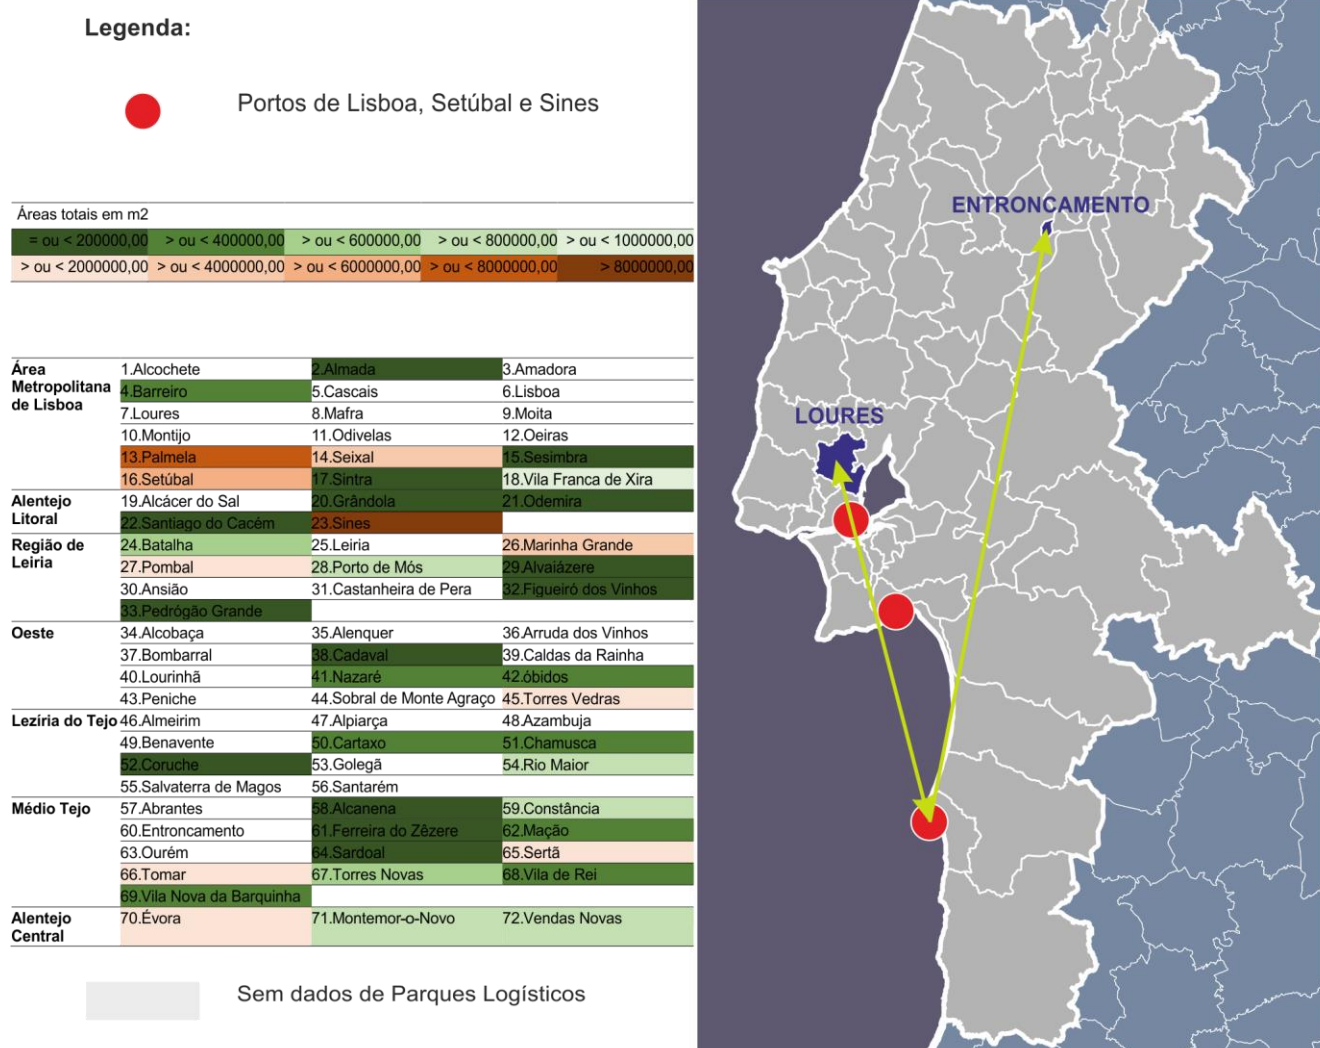 Legenda:
Portos de Lisboa, Setúbal e Sines
Áreas totais em m2
= ou < 200000,00 > ou < 400000,00 > ou < 600000,00 > ou < 800000,00 > ou < 1000000,00
> ou < 2000000,00 > ou < 4000000,00 > ou < 6000000,00 > ou < 8000000,00 > 8000000,00
Área Metropolitana de Lisboa
1.Alcochete 2.Almada 3.Amadora
4.Barreiro 5.Cascais 6.Lisboa
7.Loures 8.Mafra 9.Moita
10.Montijo 11.Odivelas 12.Oeiras
13.Palmela 14.Seixal 15.Sesimbra
16.Setúbal 17.Sintra 18.Vila Franca de Xira
Alentejo Litoral
19.Alcácer do Sal 20.Grândola 21.Odemira
22.Santiago do Cacém 23.Sines
Região de Leiria
24.Batalha 25.Leiria 26.Marinha Grande
27.Pombal 28.Porto de Mós 29.Alvaiázere
30.Ansião 31.Castanheira de Pera 32.Figueiró dos Vinhos
33.Pedrógão Grande
Oeste
34.Alcobaça 35.Alenquer 36.Arruda dos Vinhos
37.Bombarral 38.Cadaval 39.Caldas da Rainha
40.Lourinhã 41.Nazaré 42.óbidos
43.Peniche 44.Sobral de Monte Agraço 45.Torres Vedras
Lezíria do Tejo
46.Almeirim 47.Alpiarça 48.Azambuja
49.Benavente 50.Cartaxo 51.Chamusca
52.Coruche 53.Golegã 54.Rio Maior
55.Salvaterra de Magos 56.Santarém
Médio Tejo
57.Abrantes 58.Alcanena 59.Constância
60.Entroncamento 61.Ferreira do Zêzere 62.Mação
63.Ourém 64.Sardoal 65.Sertã
66.Tomar 67.Torres Novas 68.Vila de Rei
69.Vila Nova da Barquinha
Alentejo Central
70.Évora 71.Montemor-o-Novo 72.Vendas Novas
Sem dados de Parques Logísticos
ENTRONCAMENTO
LOURES